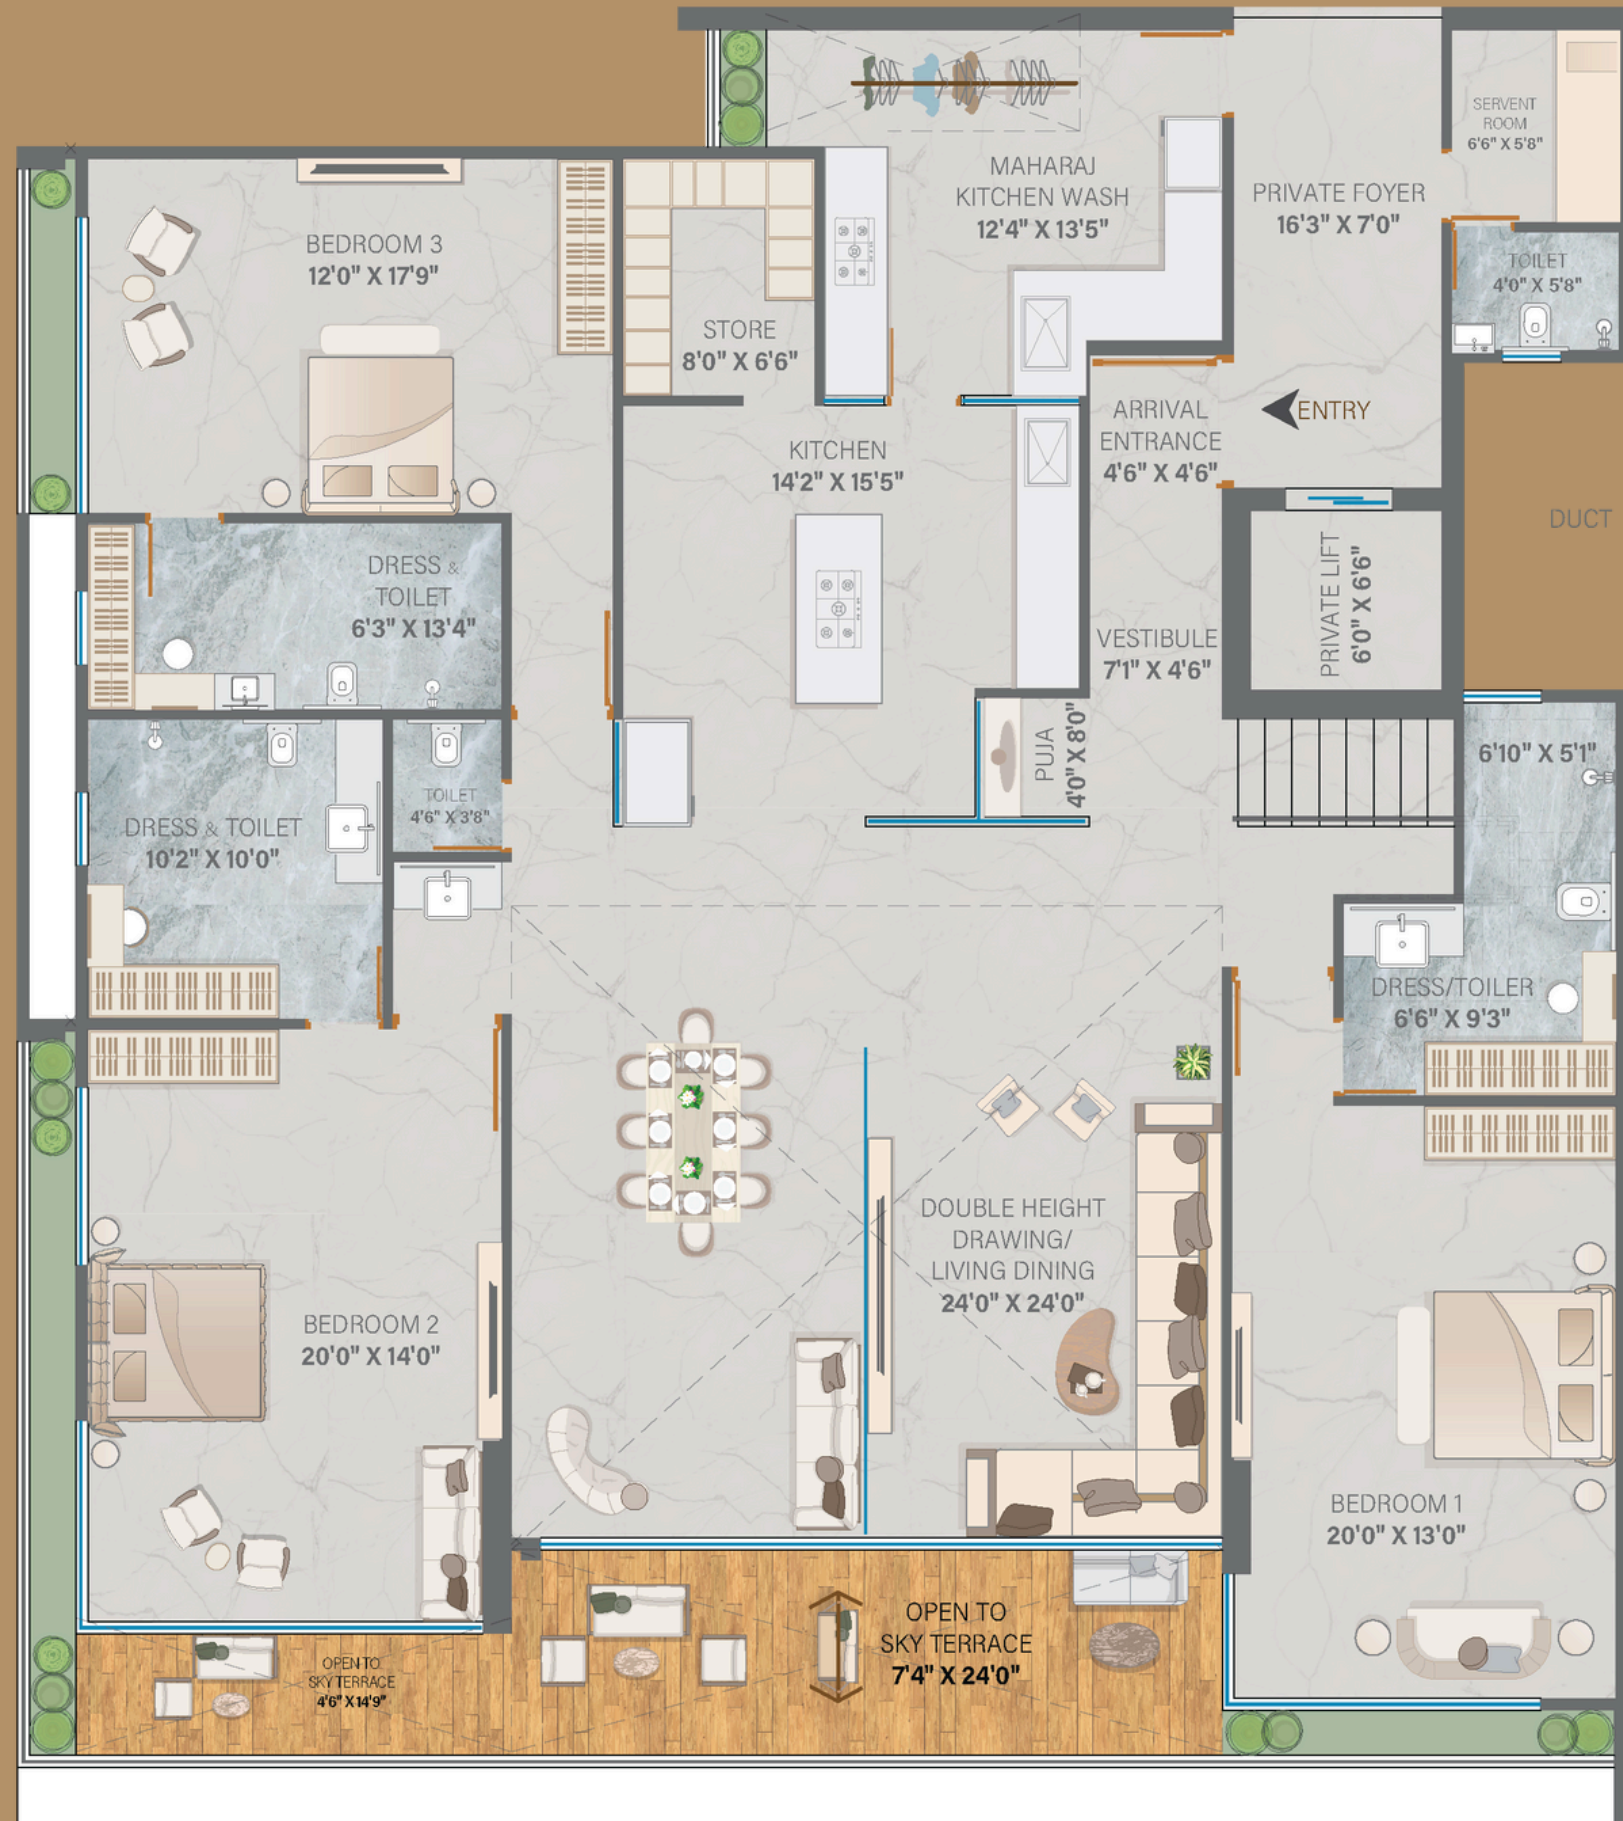 SERVENT
ROOM
6'6" X 5'8"
MAHARAJ
KITCHEN WASH
12'4" X 13'5"
PRIVATE FOYER
16'3" X 7'0"
BEDROOM 3
12'0" X 17'9"
TOILET
4'0" X 5'8"
STORE
8'0" X 6'6"
ARRIVAL
ENTRANCE
4'6" X 4'6"
ENTRY
KITCHEN
14'2" X 15'5"
DUCT
PRIVATE LIFT
6'0" X 6'6"
DRESS &
TOILET
6'3" X 13'4"
VESTIBULE
7'1" X 4'6"
PUJA
4'0" X 8'0"
6'10" X 5'1"
TOILET
4'6" X 3'8"
DRESS & TOILET
10'2" X 10'0"
DRESS/TOILER
6'6" X 9'3"
DOUBLE HEIGHT
DRAWING/
LIVING DINING
24'0" X 24'0"
BEDROOM 2
20'0" X 14'0"
BEDROOM 1
20'0" X 13'0"
OPEN TO
SKY TERRACE
7'4" X 24'0"
OPEN TO
SKY TERRACE
4'6" X 14'9"